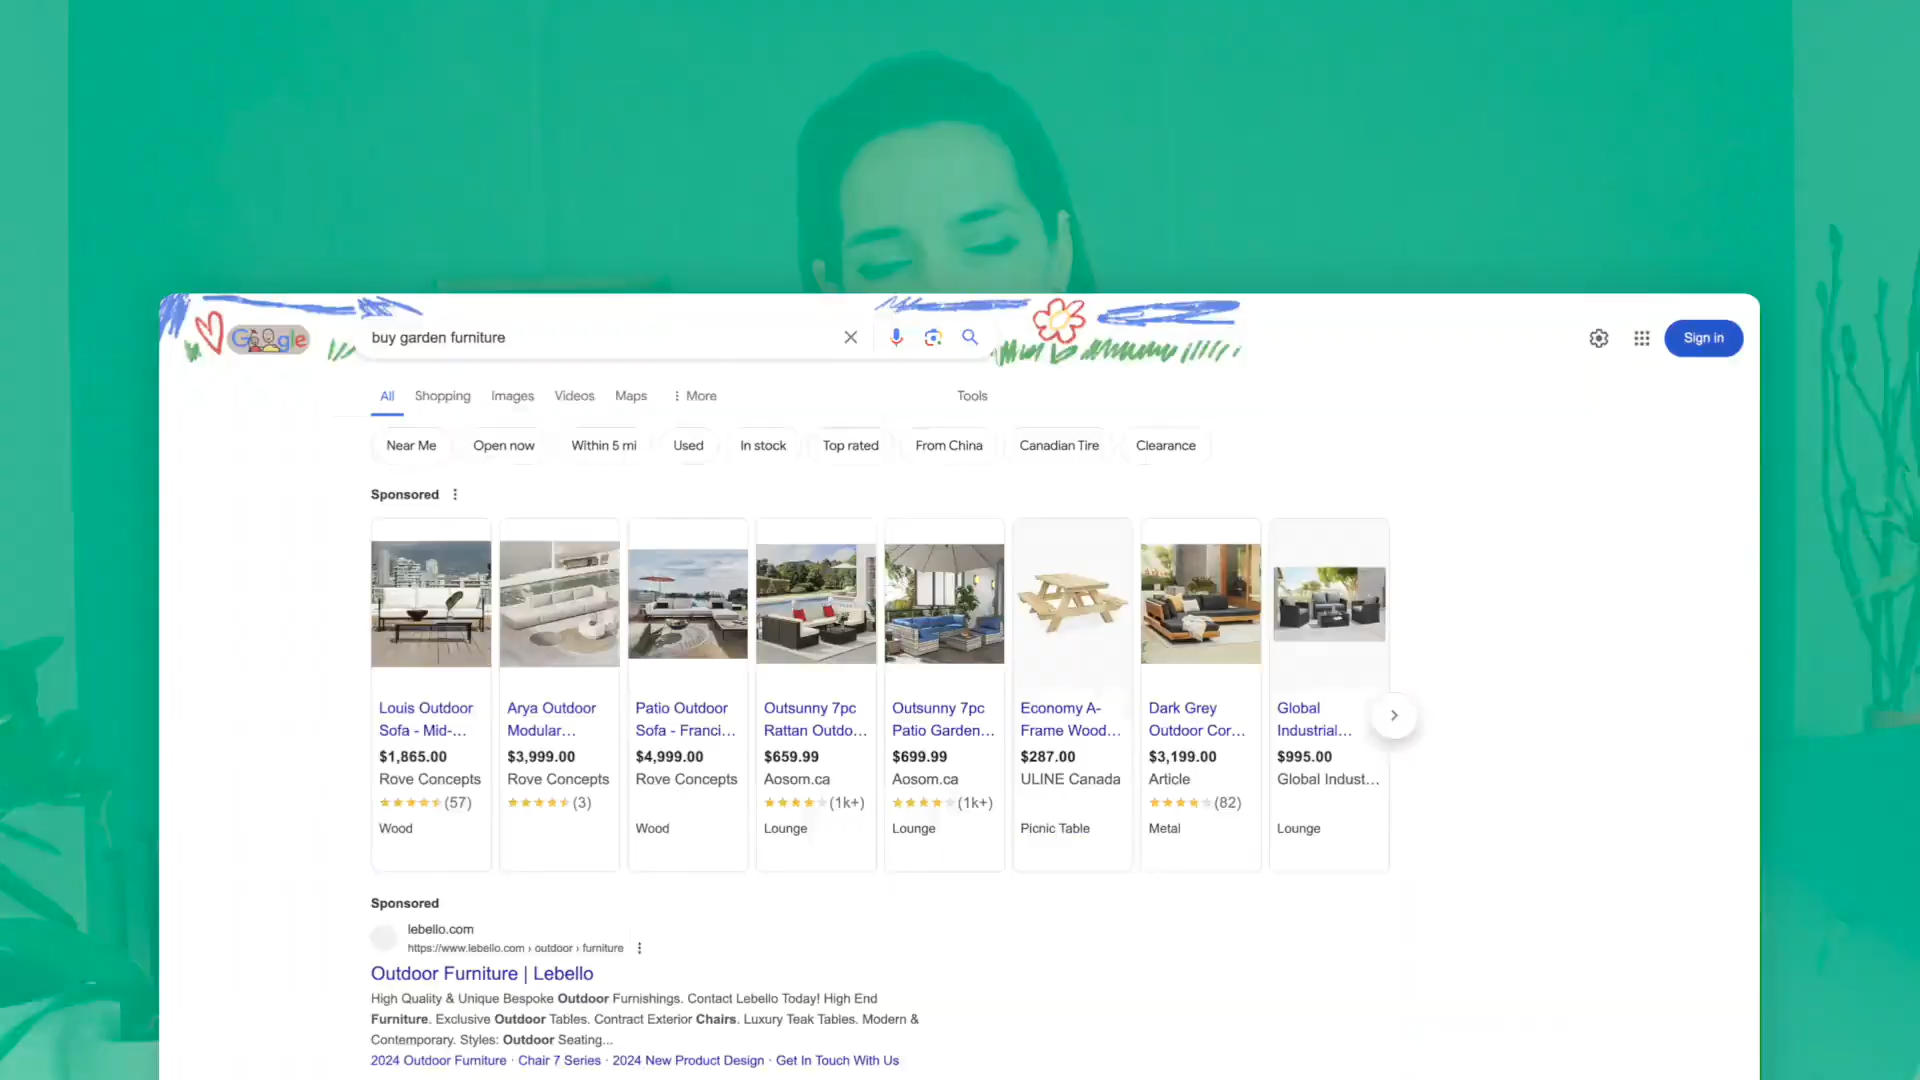 Google
buy garden furniture
Sign in
All Shopping Images Videos Maps More Tools
Near Me Open now Within 5 mi Used In stock Top rated From China Canadian Tire Clearance
Sponsored
Louis Outdoor
Sofa - Mid-...
$1,865.00
Rove Concepts
(57)
Wood
Arya Outdoor
Modular...
$3,999.00
Rove Concepts
(3)
Patio Outdoor
Sofa - Franci...
$4,999.00
Rove Concepts
Wood
Outsunny 7pc
Rattan Outdo...
$659.99
Aosom.ca
(1k+)
Lounge
Outsunny 7pc
Patio Garden...
$699.99
Aosom.ca
(1k+)
Lounge
Economy A-
Frame Wood...
$287.00
ULINE Canada
Picnic Table
Dark Grey
Outdoor Cor...
$3,199.00
Article
(82)
Metal
Global
Industrial...
$995.00
Global Indust...
Lounge
Sponsored
lebello.com
https://www.lebello.com › outdoor › furniture
Outdoor Furniture | Lebello
High Quality & Unique Bespoke Outdoor Furnishings. Contact Lebello Today! High End
Furniture. Exclusive Outdoor Tables. Contract Exterior Chairs. Luxury Teak Tables. Modern &
Contemporary. Styles: Outdoor Seating...
2024 Outdoor Furniture · Chair 7 Series · 2024 New Product Design · Get In Touch With Us